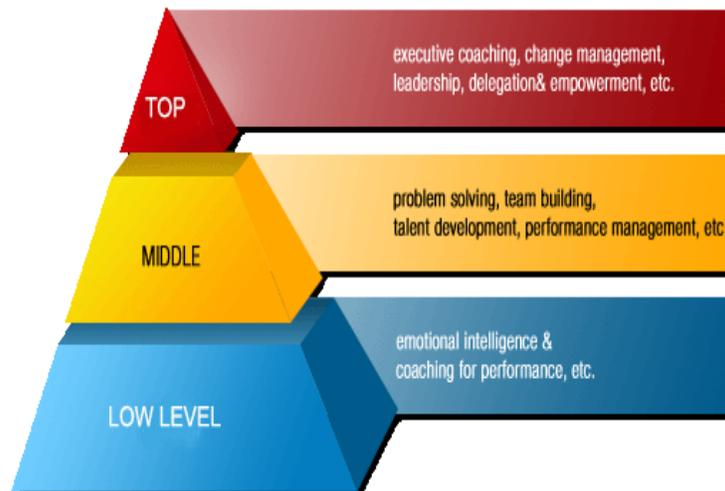 TOP
executive coaching, change management,
leadership, delegation& empowerment, etc.
MIDDLE
problem solving, team building,
talent development, performance management, etc
LOW LEVEL
emotional intelligence &
coaching for performance, etc.